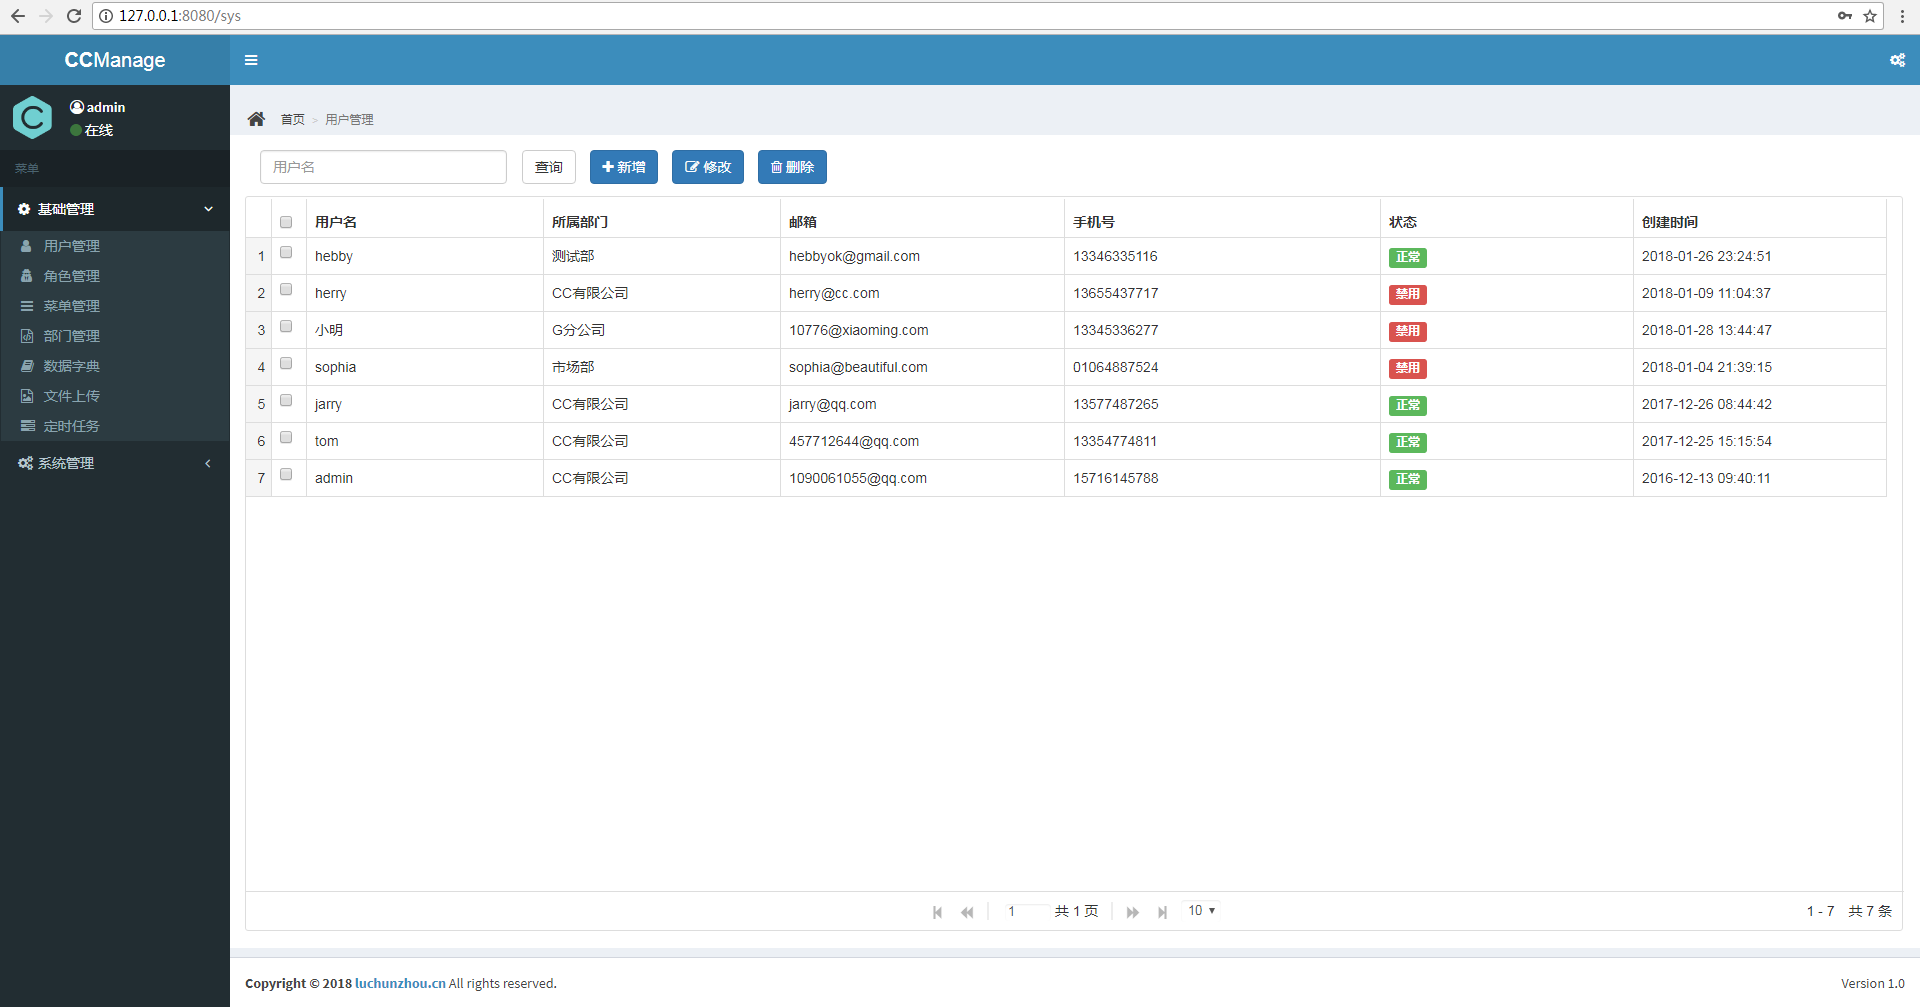 127.0.0.1:8080/sys
CCManage
admin
在线
菜单
基础管理
用户管理
角色管理
菜单管理
部门管理
数据字典
文件上传
定时任务
系统管理
首页 > 用户管理
用户名 查询 新增 修改 删除
用户名 所属部门 邮箱 手机号 状态 创建时间
1 hebby 测试部 hebbyok@gmail.com 13346335116 正常 2018-01-26 23:24:51
2 herry CC有限公司 herry@cc.com 13655437717 禁用 2018-01-09 11:04:37
3 小明 G分公司 10776@xiaoming.com 13345336277 禁用 2018-01-28 13:44:47
4 sophia 市场部 sophia@beautiful.com 01064887524 禁用 2018-01-04 21:39:15
5 jarry CC有限公司 jarry@qq.com 13577487265 正常 2017-12-26 08:44:42
6 tom CC有限公司 457712644@qq.com 13354774811 正常 2017-12-25 15:15:54
7 admin CC有限公司 1090061055@qq.com 15716145788 正常 2016-12-13 09:40:11
1 共 1 页 10 1 - 7 共 7 条
Copyright © 2018 luchunzhou.cn All rights reserved. Version 1.0